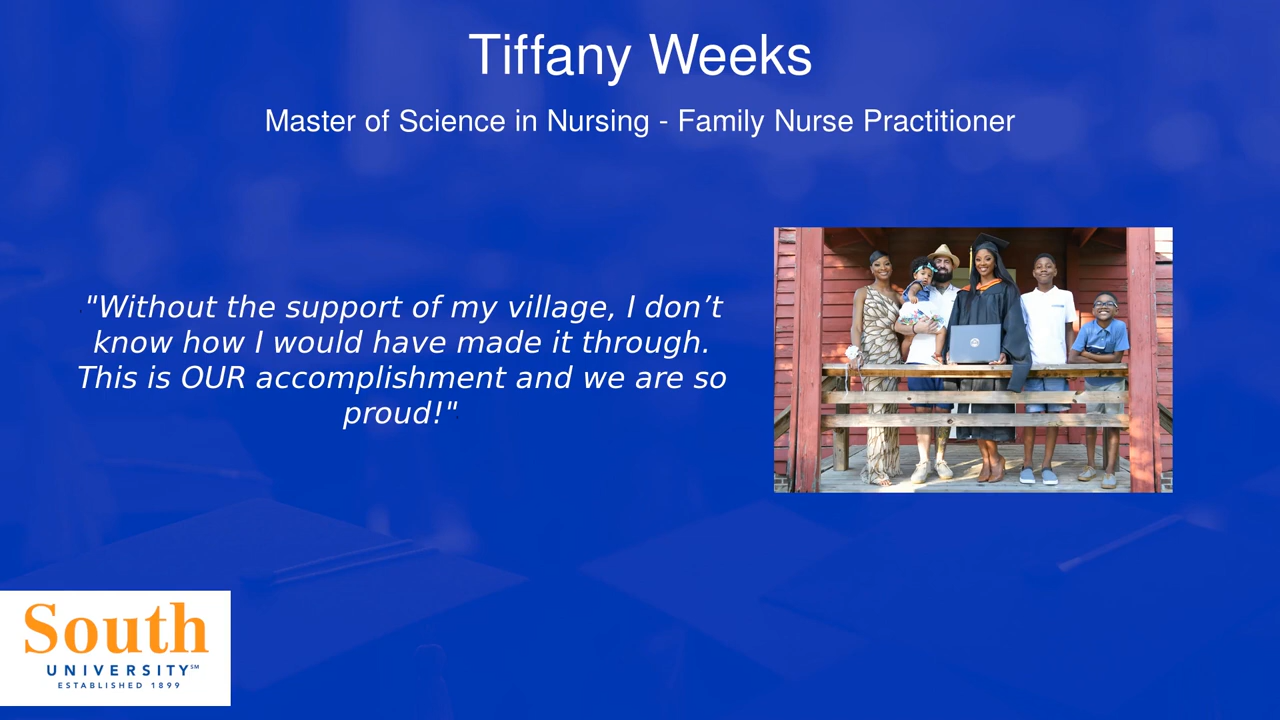 Tiffany Weeks
Master of Science in Nursing - Family Nurse Practitioner
"Without the support of my village, I don’t
know how I would have made it through.
This is OUR accomplishment and we are so
proud!"
South
UNIVERSITY℠
ESTABLISHED 1899